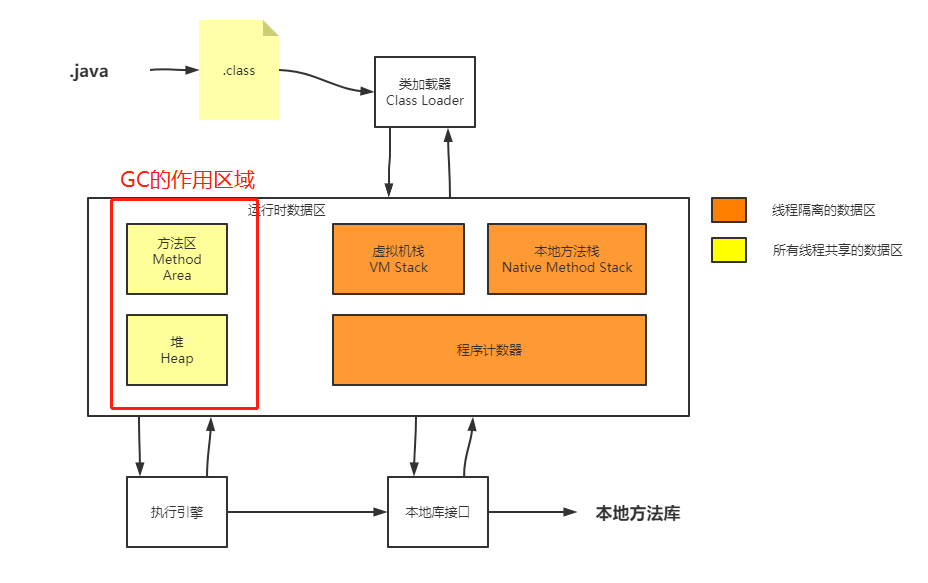 .java
.class
类加载器
Class Loader
GC的作用区域
运行时数据区
方法区
Method
Area
虚拟机栈
VM Stack
本地方法栈
Native Method Stack
线程隔离的数据区
所有线程共享的数据区
堆
Heap
程序计数器
执行引擎
本地库接口
本地方法库